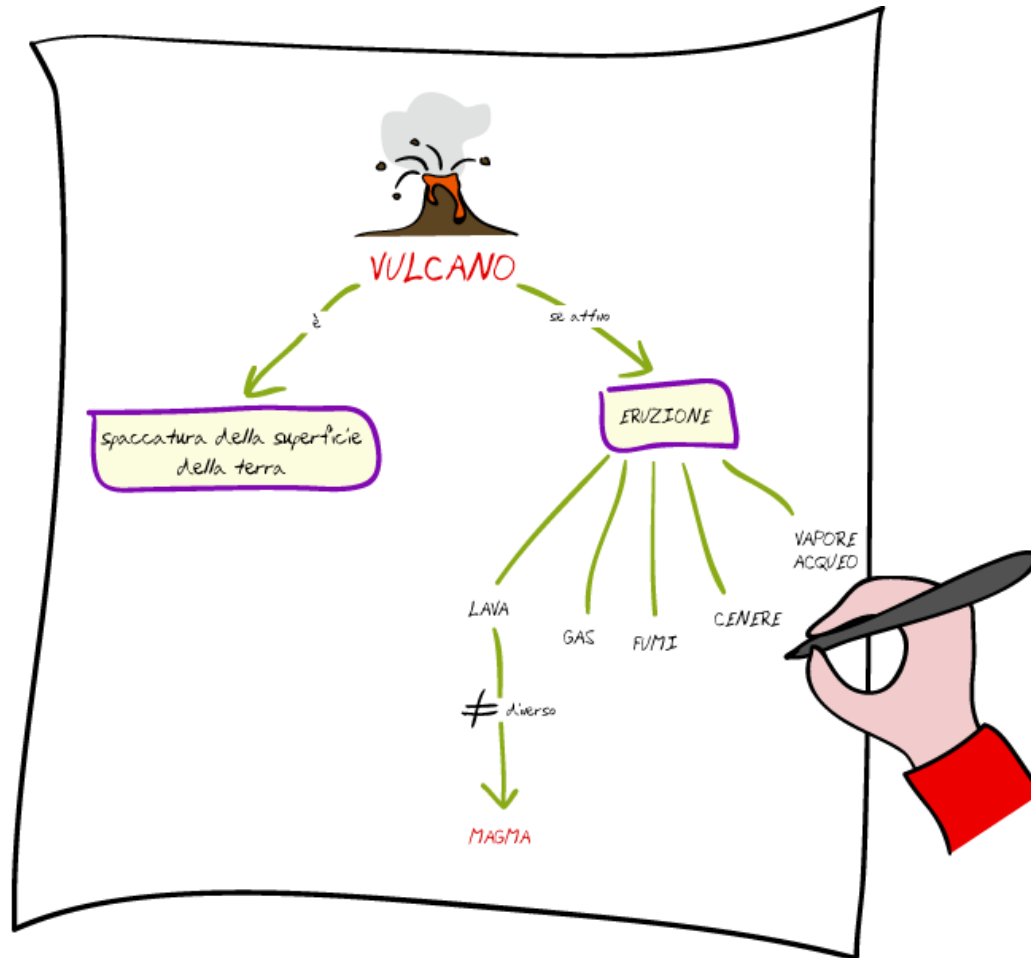 VULCANO
è
se attivo
spaccatura della superficie
della terra
ERUZIONE
VAPORE
ACQUEO
LAVA
GAS
FUMI
CENERE
≠ diverso
MAGMA